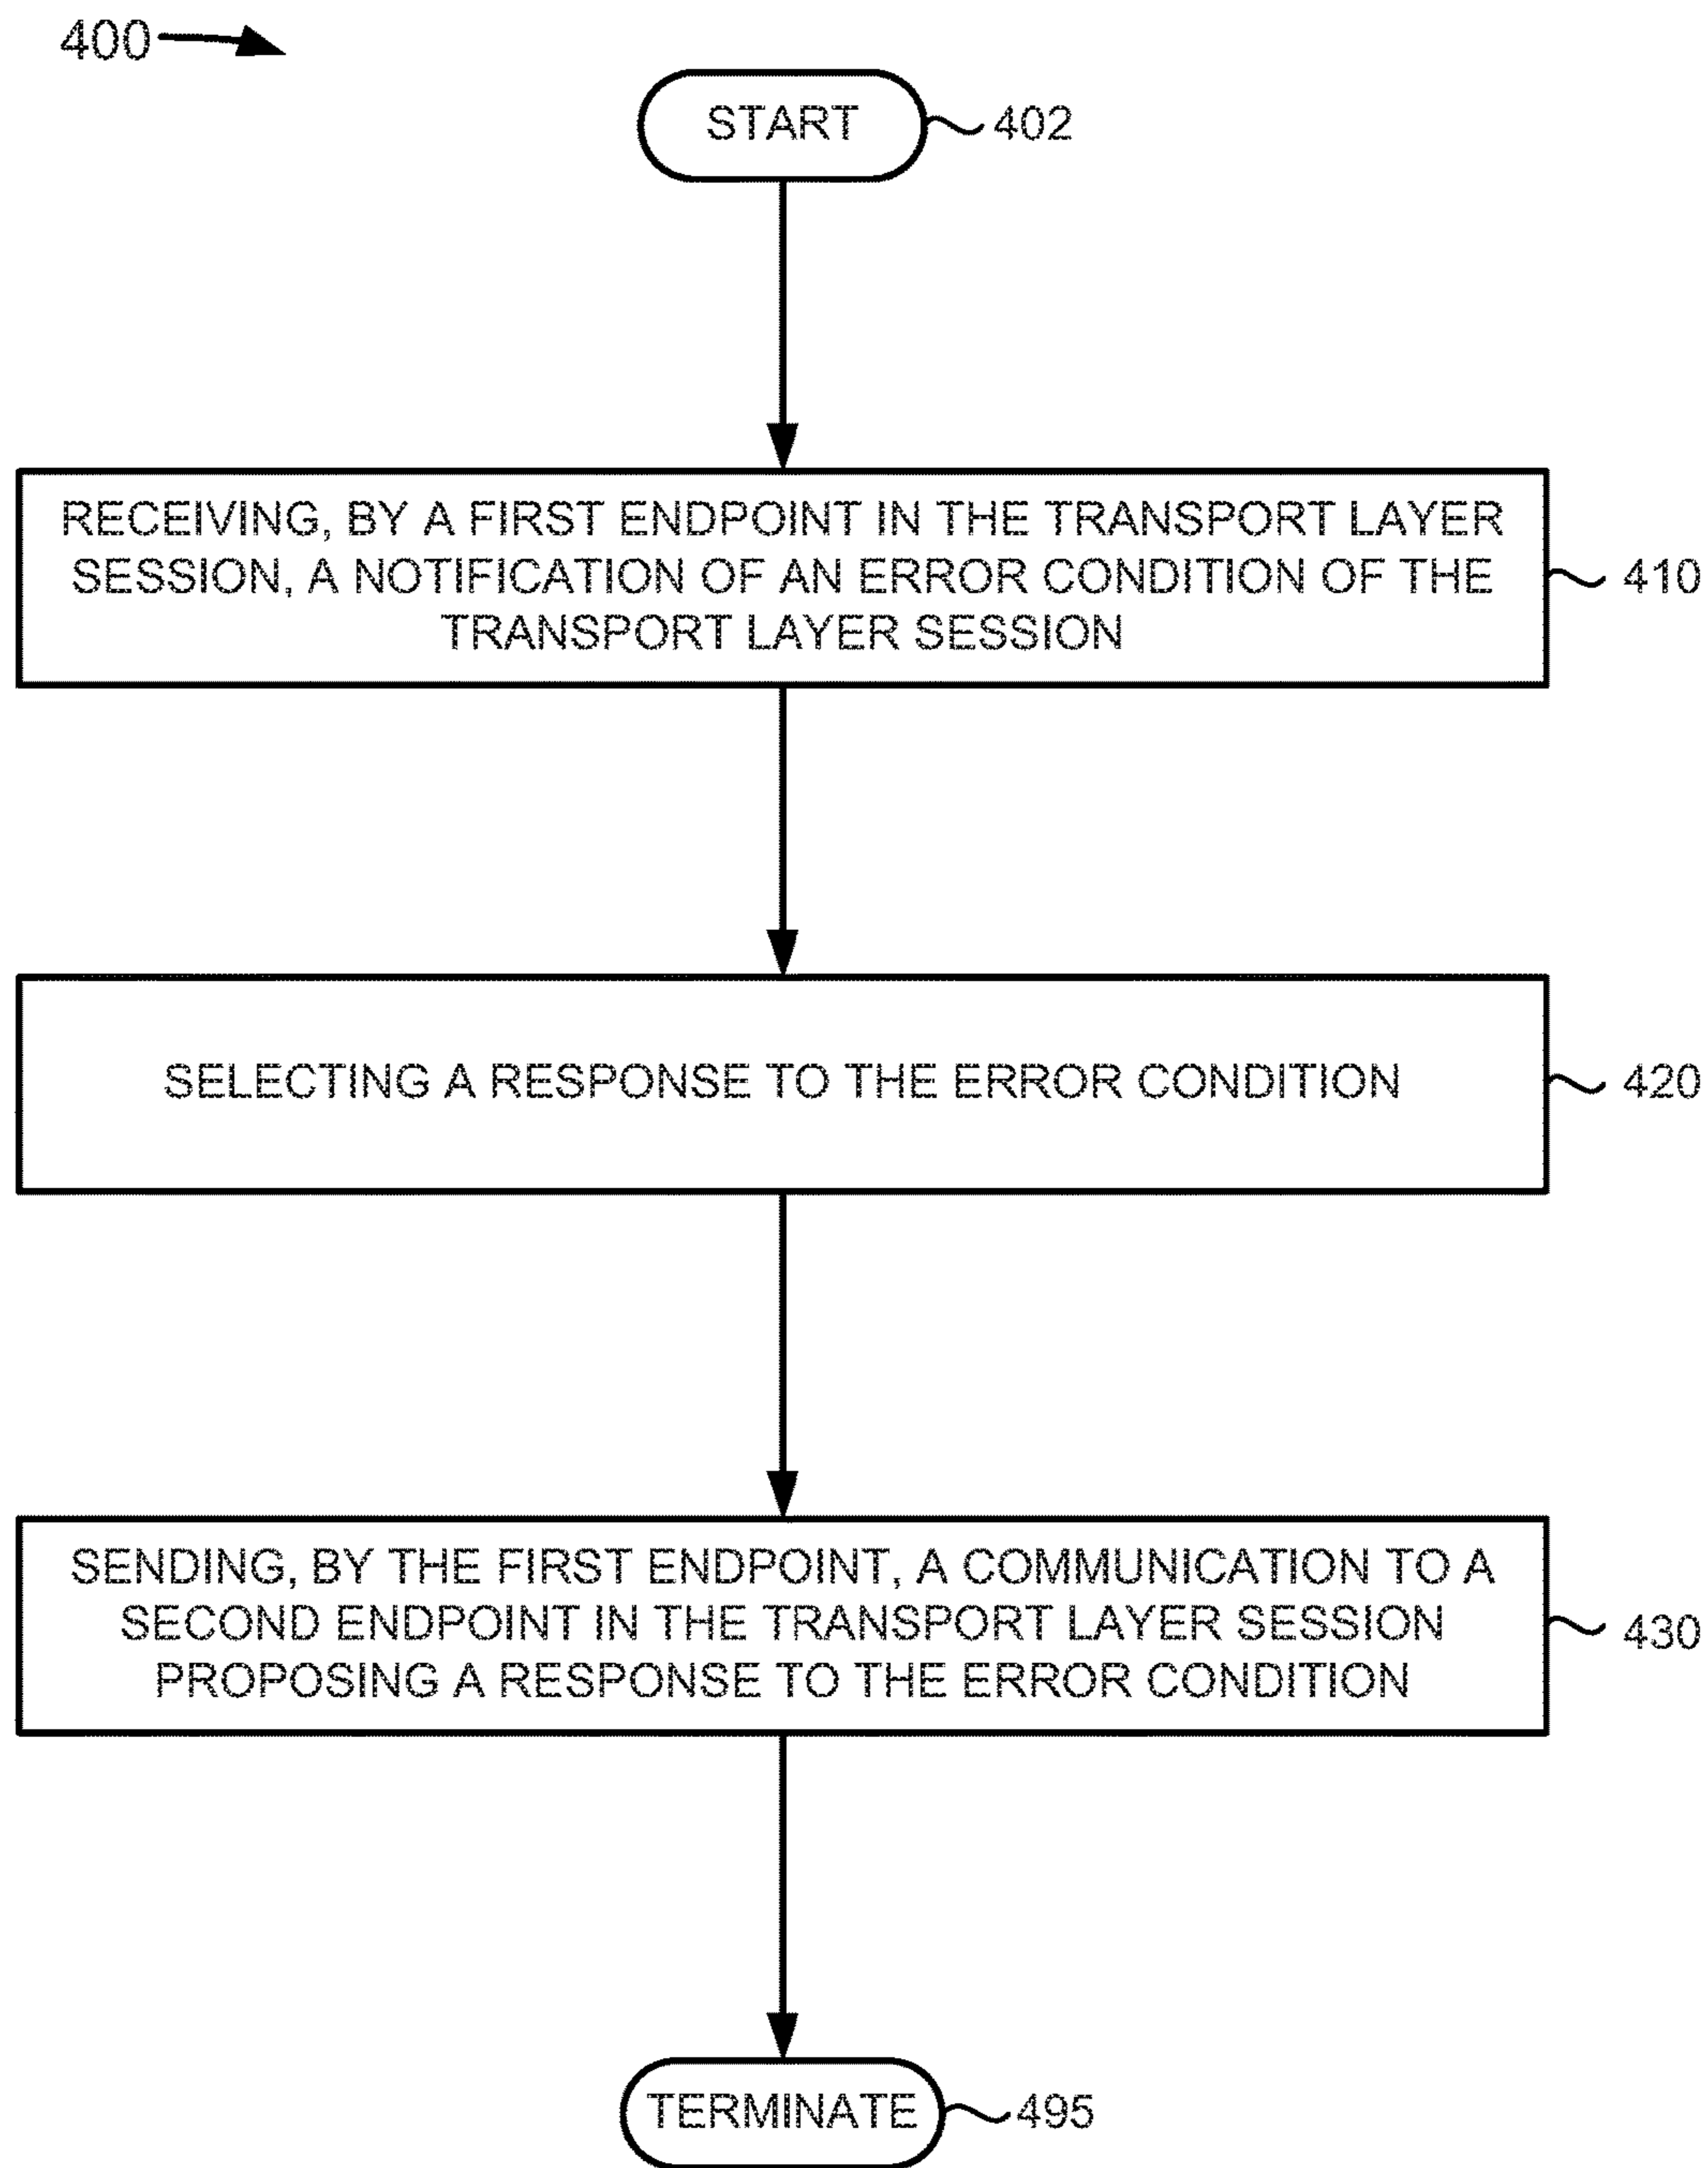 400
START
402
RECEIVING, BY A FIRST ENDPOINT IN THE TRANSPORT LAYER
SESSION, A NOTIFICATION OF AN ERROR CONDITION OF THE
TRANSPORT LAYER SESSION
410
SELECTING A RESPONSE TO THE ERROR CONDITION
420
SENDING, BY THE FIRST ENDPOINT, A COMMUNICATION TO A
SECOND ENDPOINT IN THE TRANSPORT LAYER SESSION
PROPOSING A RESPONSE TO THE ERROR CONDITION
430
TERMINATE
495